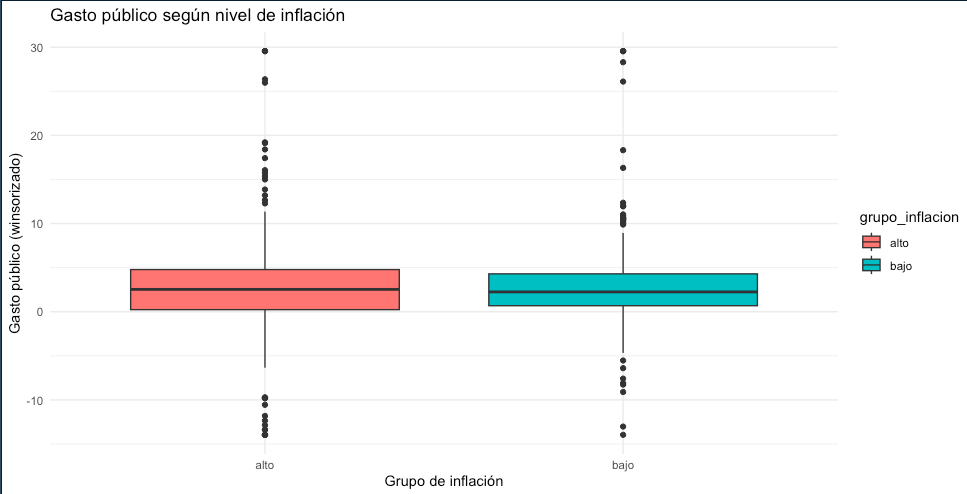 Gasto público según nivel de inflación
Gasto público (winsorizado)
30
20
10
0
-10
alto
bajo
Grupo de inflación
grupo_inflacion
alto
bajo